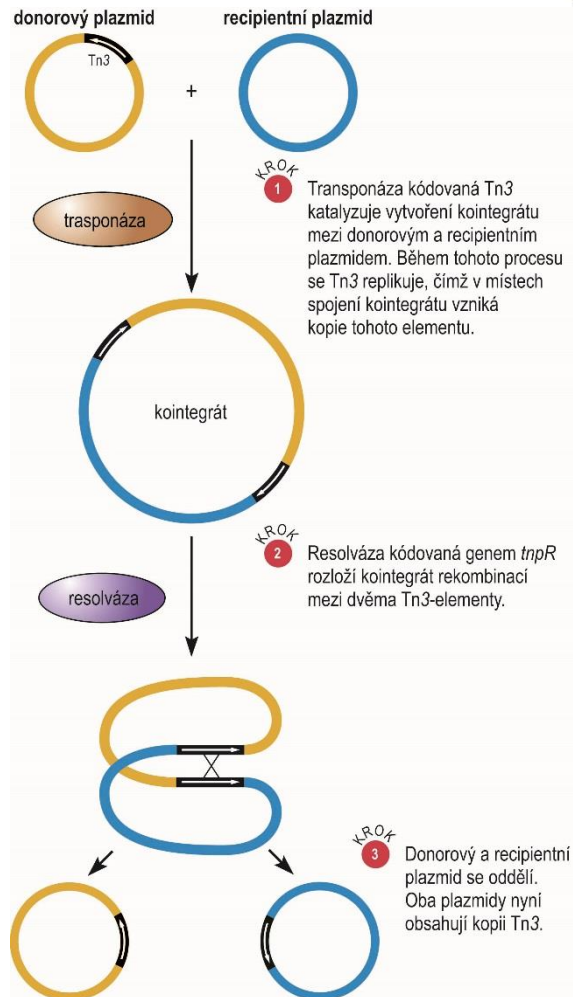 donorový plazmid
recipientní plazmid
Tn3
+
KROK
1
Transponáza kódovaná Tn3
katalyzuje vytvoření kointegrátu
mezi donorovým a recipientním
plazmidem. Během tohoto procesu
se Tn3 replikuje, čímž v místech
spojení kointegrátu vzniká
kopie tohoto elementu.
trasponáza
kointegrát
KROK
2
Resolváza kódovaná genem tnpR
rozloží kointegrát rekombinací
mezi dvěma Tn3-elementy.
resolváza
KROK
3
Donorový a recipientní
plazmid se oddělí.
Oba plazmidy nyní
obsahují kopii Tn3.